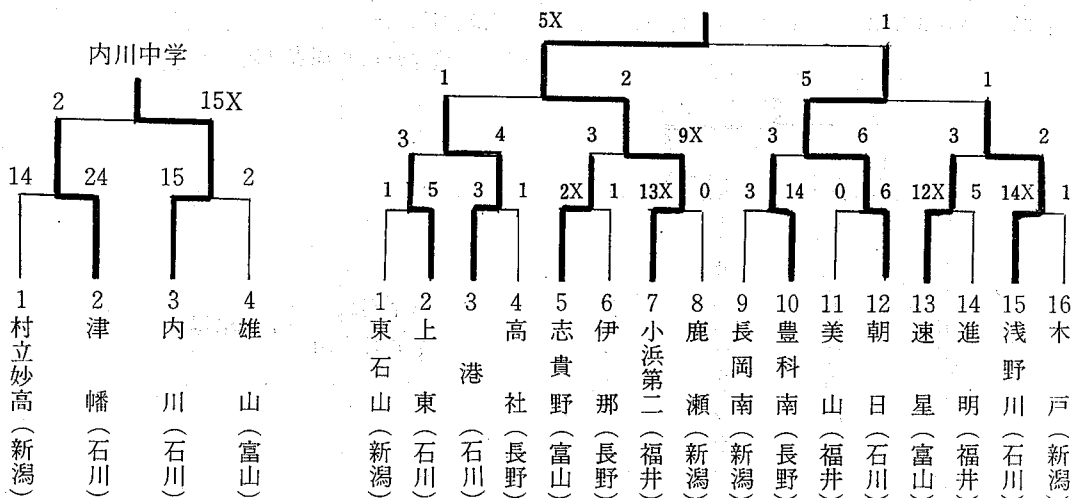 内川中学
2 15X
14 24 15 2
1 村立妙高（新潟）
2 津幡（石川）
3 内川（石川）
4 雄山（富山）
5X 1
1 2 5 1
3 4 3 9X 3 6 3 2
1 5 3 1 2X 1 13X 0 3 14 0 6 12X 5 14X 1
1 東石山（新潟）
2 上東（石川）
3 港（石川）
4 高社（長野）
5 志貴野（富山）
6 伊那（長野）
7 小浜第二（福井）
8 鹿瀬（新潟）
9 長岡南（新潟）
10 豊科南（長野）
11 美山（福井）
12 朝日（石川）
13 速星（富山）
14 進明（福井）
15 浅野川（石川）
16 木戸（新潟）